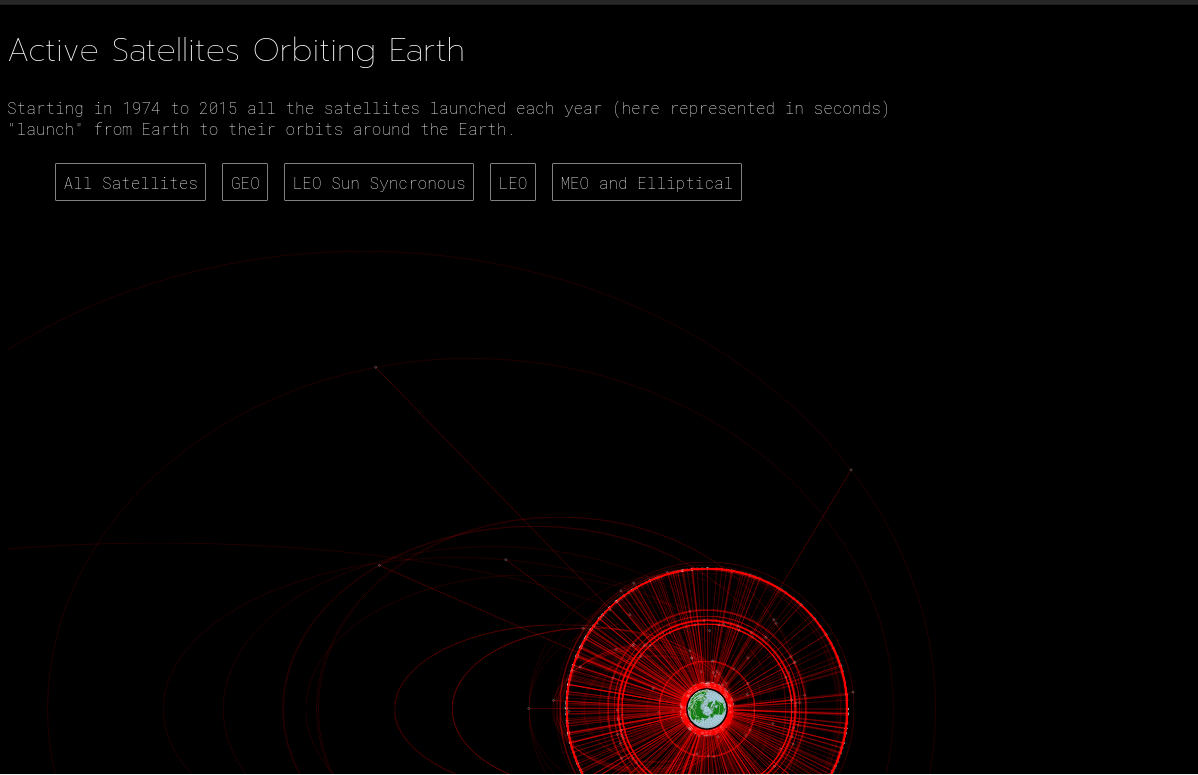 Active Satellites Orbiting Earth
Starting in 1974 to 2015 all the satellites launched each year (here represented in seconds)
"launch" from Earth to their orbits around the Earth.
All Satellites GEO LEO Sun Syncronous LEO MEO and Elliptical